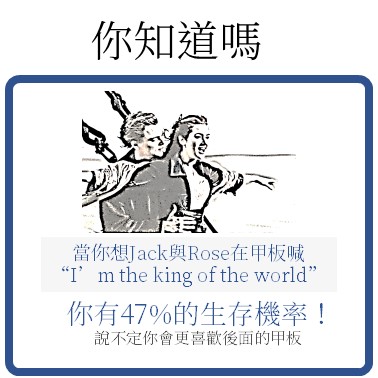 你知道嗎
當你想Jack與Rose在甲板喊
“I’m the king of the world”
你有47%的生存機率！
說不定你會更喜歡後面的甲板